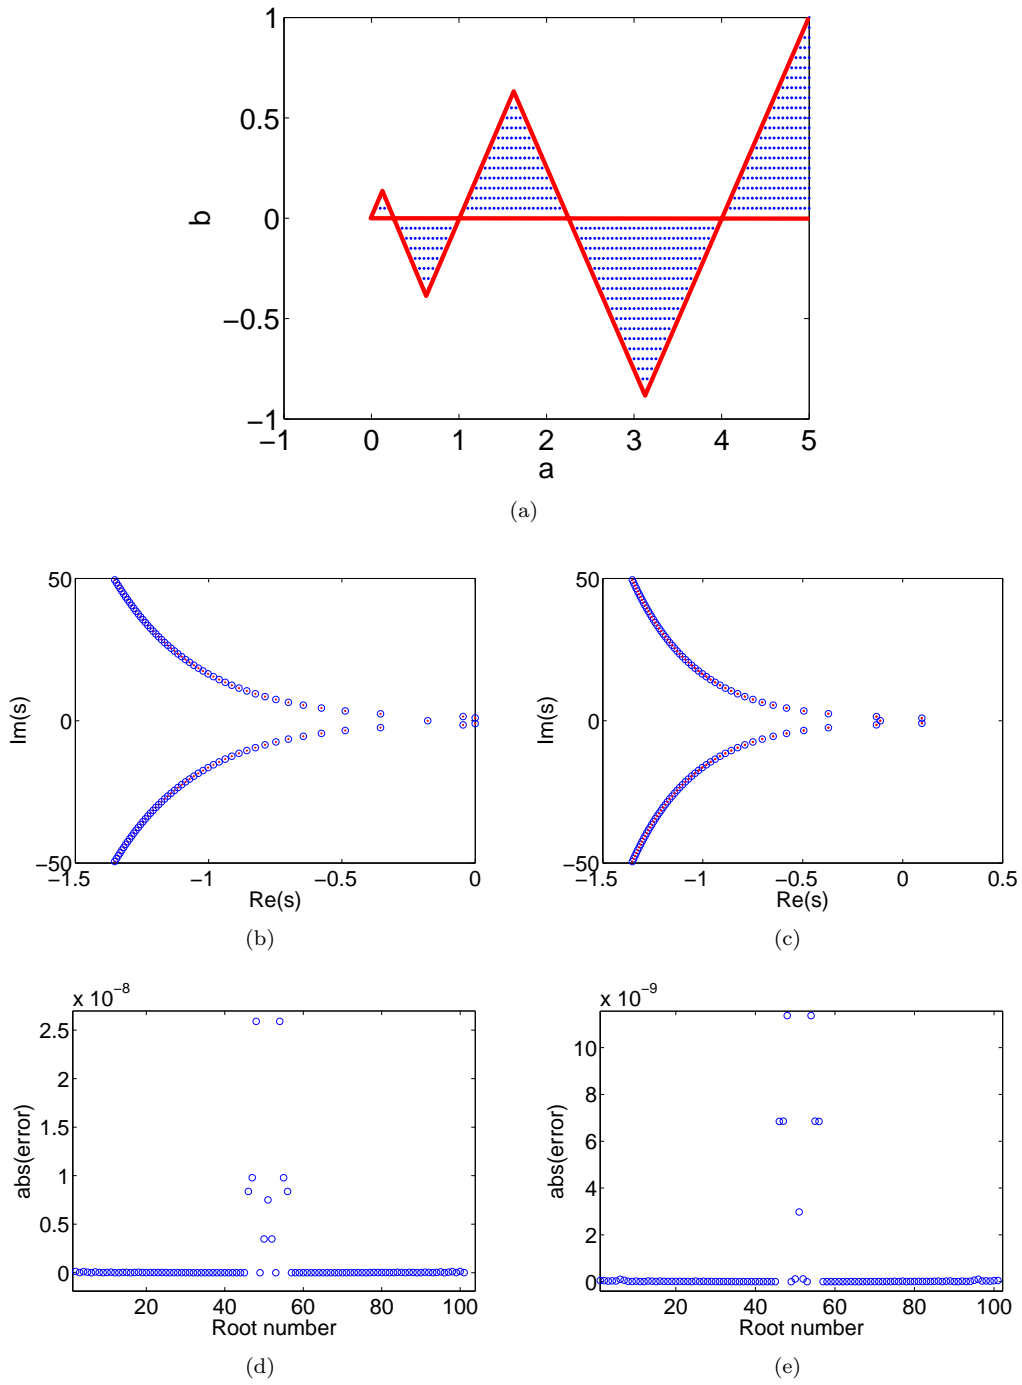 1
0.5
0
−0.5
−1
b
−1 0 1 2 3 4 5
a
(a)
50
0
−50
Im(s)
−1.5 −1 −0.5 0
Re(s)
(b)
50
0
−50
Im(s)
−1.5 −1 −0.5 0 0.5
Re(s)
(c)
x 10−8
2.5
2
1.5
1
0.5
0
abs(error)
20 40 60 80 100
Root number
(d)
x 10−9
10
8
6
4
2
0
abs(error)
20 40 60 80 100
Root number
(e)